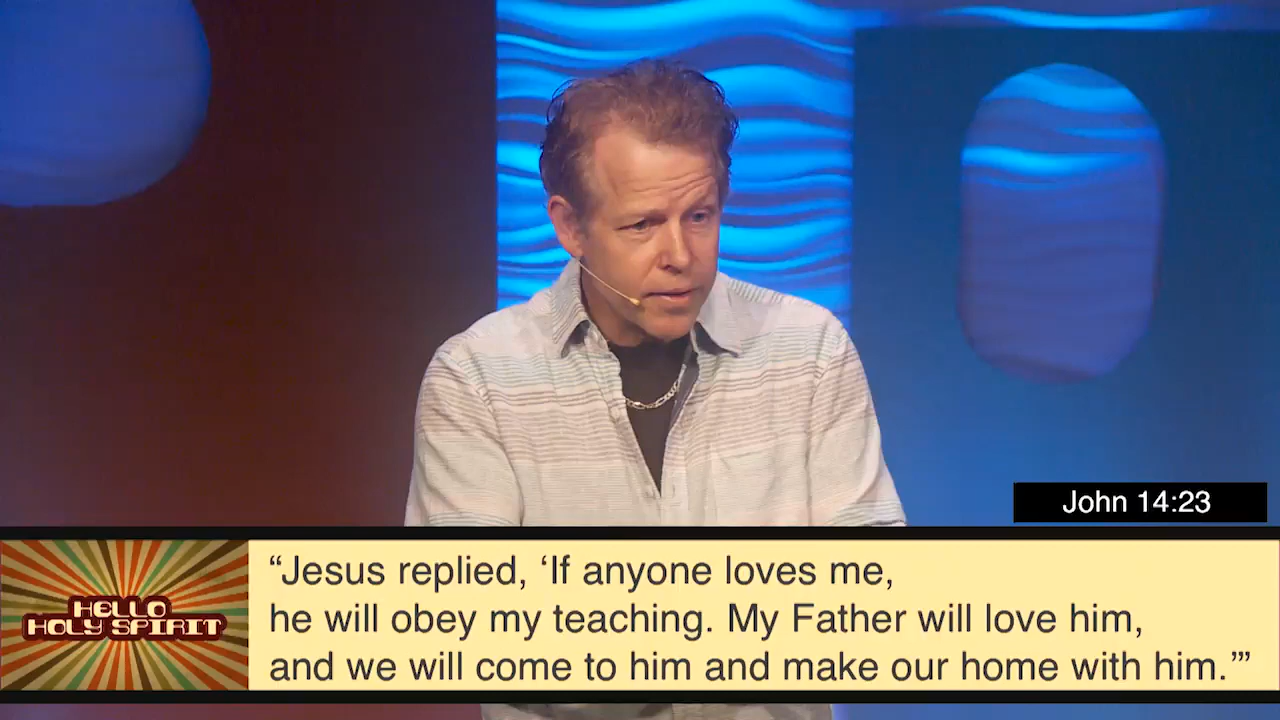 John 14:23
HELLO
HOLY SPIRIT
“Jesus replied, ‘If anyone loves me,
he will obey my teaching. My Father will love him,
and we will come to him and make our home with him.’”